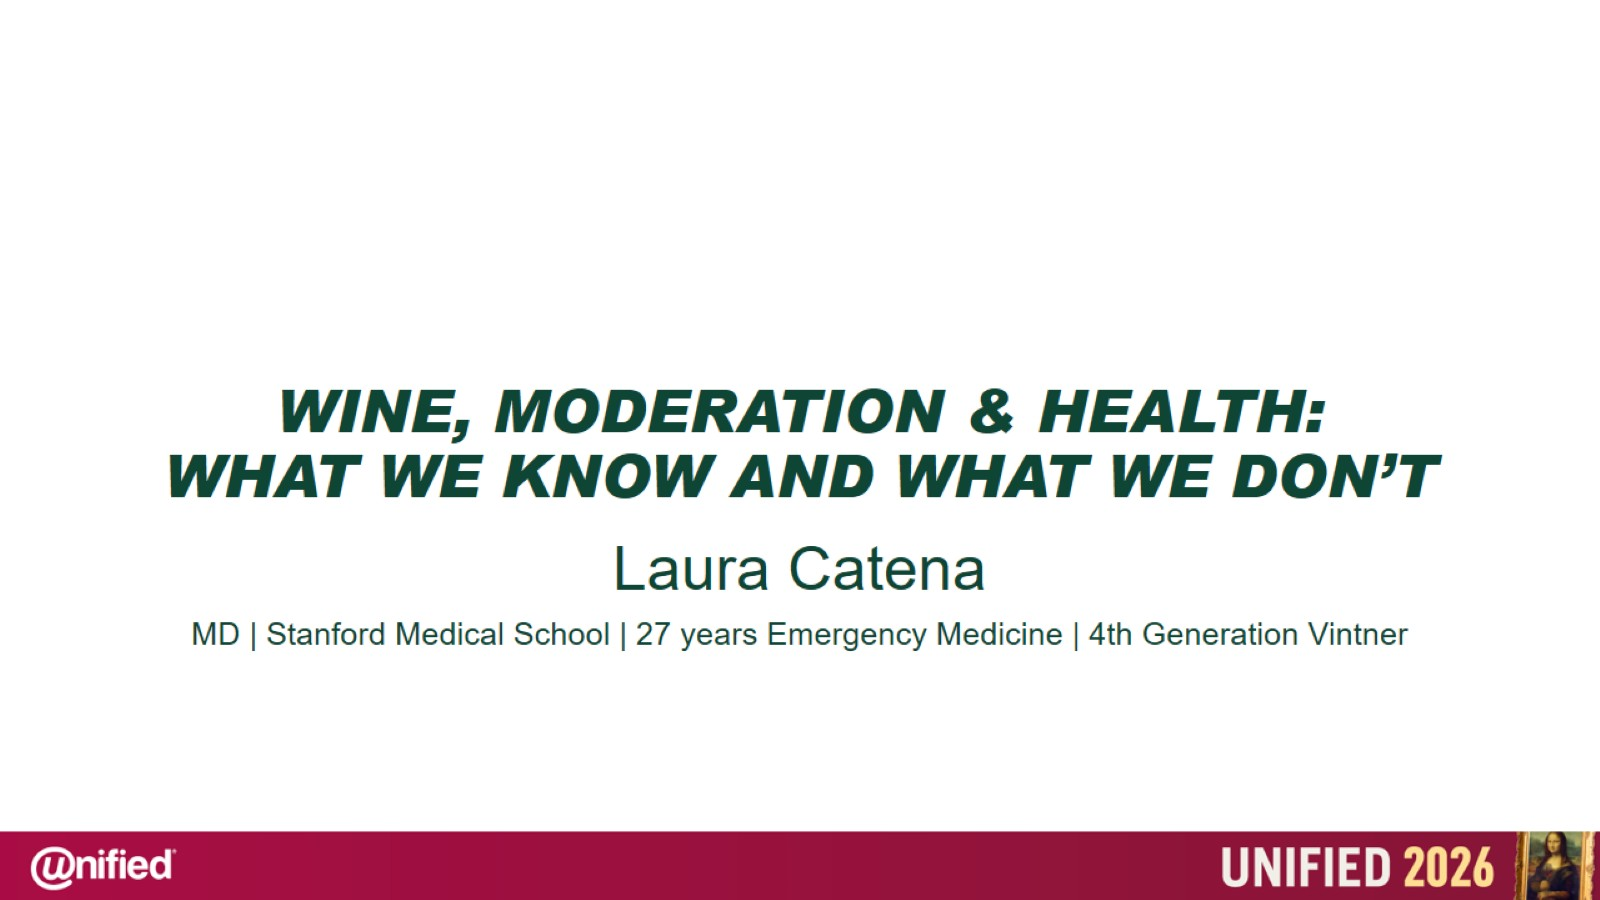 WINE, MODERATION & HEALTH:
WHAT WE KNOW AND WHAT WE DON’T
Laura Catena
MD | Stanford Medical School | 27 years Emergency Medicine | 4th Generation Vintner
unified
UNIFIED 2026